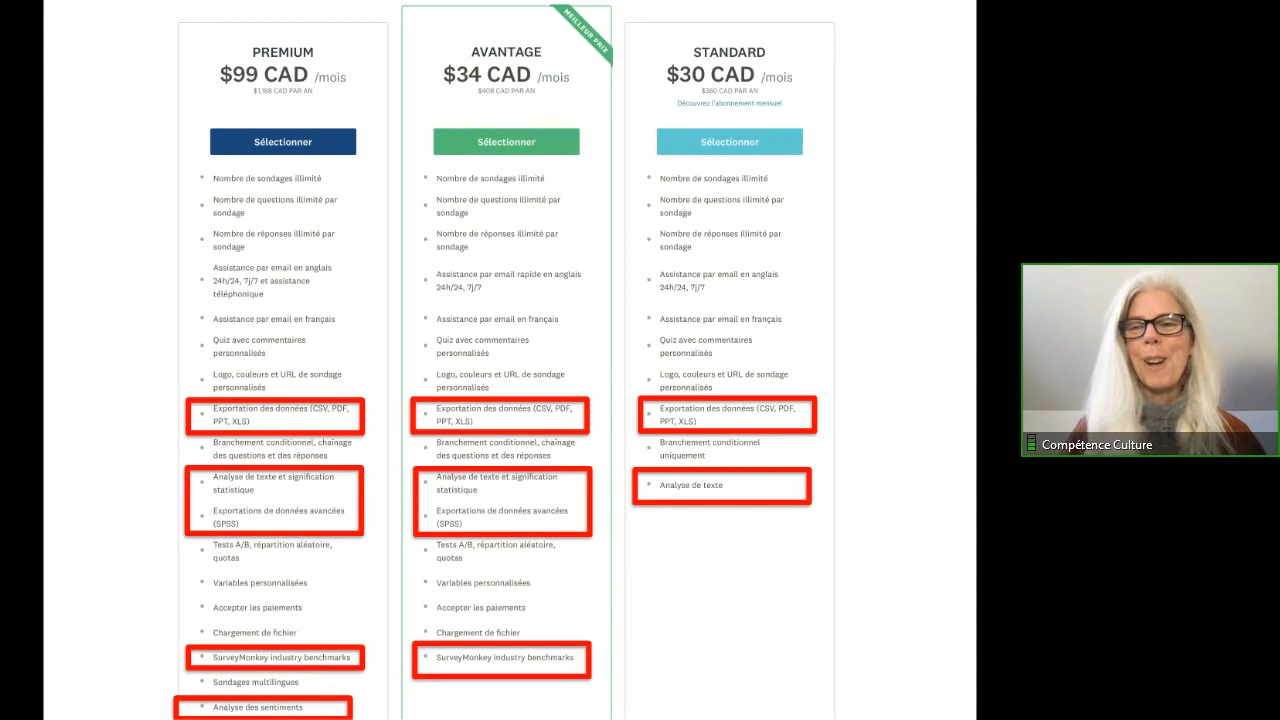 PREMIUM
$99 CAD /mois
$1,188 CAD PAR AN
Sélectionner
Nombre de sondages illimité
Nombre de questions illimité par
sondage
Nombre de réponses illimité par
sondage
Assistance par email en anglais
24h/24, 7j/7 et assistance
téléphonique
Assistance par email en français
Quiz avec commentaires
personnalisés
Logo, couleurs et URL de sondage
personnalisés
Exportation des données (CSV, PDF,
PPT, XLS)
Branchement conditionnel, chaînage
des questions et des réponses
Analyse de texte et signification
statistique
Exportations de données avancées
(SPSS)
Tests A/B, répartition aléatoire,
quotas
Variables personnalisées
Accepter les paiements
Chargement de fichier
SurveyMonkey industry benchmarks
Sondages multilingues
Analyse des sentiments
MEILLEUR PRIX
AVANTAGE
$34 CAD /mois
$408 CAD PAR AN
Sélectionner
Nombre de sondages illimité
Nombre de questions illimité par
sondage
Nombre de réponses illimité par
sondage
Assistance par email rapide en anglais
24h/24, 7j/7
Assistance par email en français
Quiz avec commentaires
personnalisés
Logo, couleurs et URL de sondage
personnalisés
Exportation des données (CSV, PDF,
PPT, XLS)
Branchement conditionnel, chaînage
des questions et des réponses
Analyse de texte et signification
statistique
Exportations de données avancées
(SPSS)
Tests A/B, répartition aléatoire,
quotas
Variables personnalisées
Accepter les paiements
Chargement de fichier
SurveyMonkey industry benchmarks
STANDARD
$30 CAD /mois
$360 CAD PAR AN
Découvrez l'abonnement mensuel
Sélectionner
Nombre de sondages illimité
Nombre de questions illimité par
sondage
Nombre de réponses illimité par
sondage
Assistance par email en anglais
24h/24, 7j/7
Assistance par email en français
Quiz avec commentaires
personnalisés
Logo, couleurs et URL de sondage
personnalisés
Exportation des données (CSV, PDF,
PPT, XLS)
Branchement conditionnel
uniquement
Analyse de texte
Compétence Culture